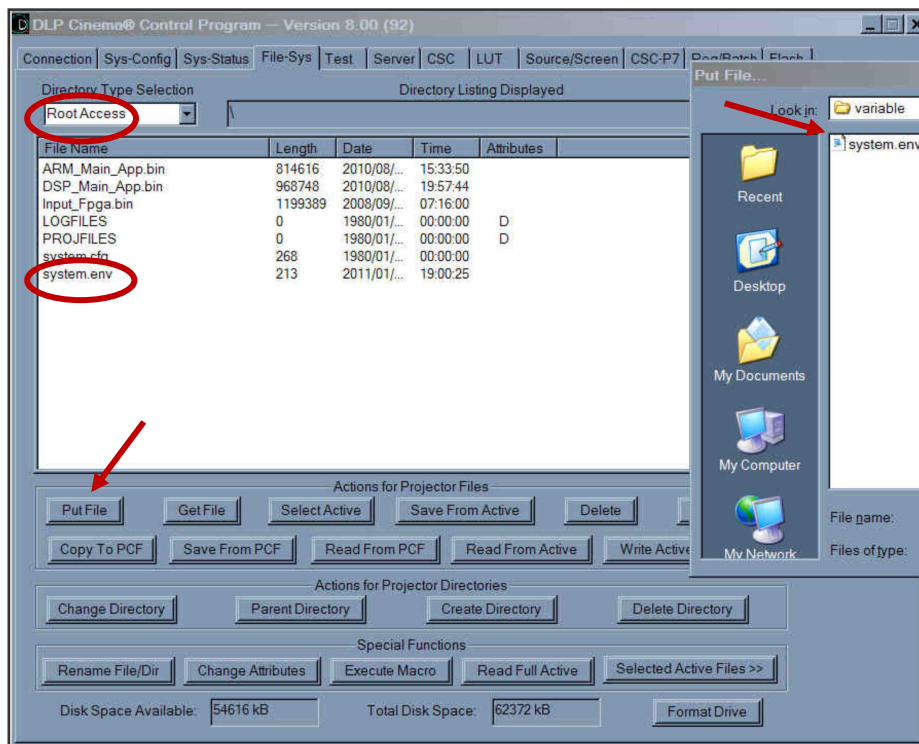 DLP Cinema® Control Program — Version 8.00 (92)
Connection Sys-Config Sys-Status File-Sys Test Server CSC LUT Source/Screen CSC-P7 Reg/Batch Flash
Directory Type Selection Directory Listing Displayed
Root Access \
File Name Length Date Time Attributes
ARM_Main_App.bin 814616 2010/08/... 15:33:50
DSP_Main_App.bin 968748 2010/08/... 19:57:44
Input_Fpga.bin 1199389 2008/09/... 07:16:00
LOGFILES 0 1980/01/... 00:00:00 D
PROJFILES 0 1980/01/... 00:00:00 D
system.cfg 268 1980/01/... 00:00:00
system.env 213 2011/01/... 19:00:25
Actions for Projector Files
Put File Get File Select Active Save From Active Delete
Copy To PCF Save From PCF Read From PCF Read From Active Write Active
Actions for Projector Directories
Change Directory Parent Directory Create Directory Delete Directory
Special Functions
Rename File/Dir Change Attributes Execute Macro Read Full Active Selected Active Files >>
Disk Space Available: 54616 kB Total Disk Space: 62372 kB Format Drive
Put File...
Look in: variable
system.env
Recent
Desktop
My Documents
My Computer
My Network
File name:
Files of type: